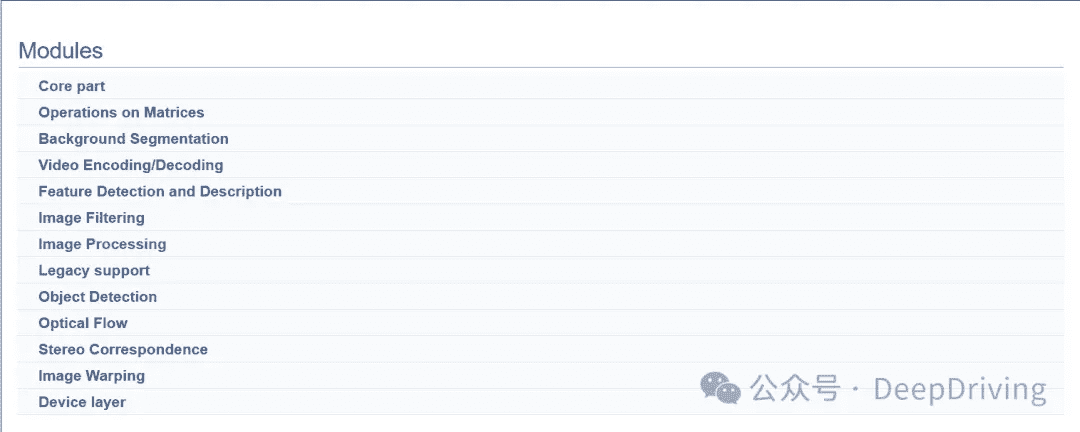 Modules
Core part
Operations on Matrices
Background Segmentation
Video Encoding/Decoding
Feature Detection and Description
Image Filtering
Image Processing
Legacy support
Object Detection
Optical Flow
Stereo Correspondence
Image Warping
Device layer
公众号 · DeepDriving